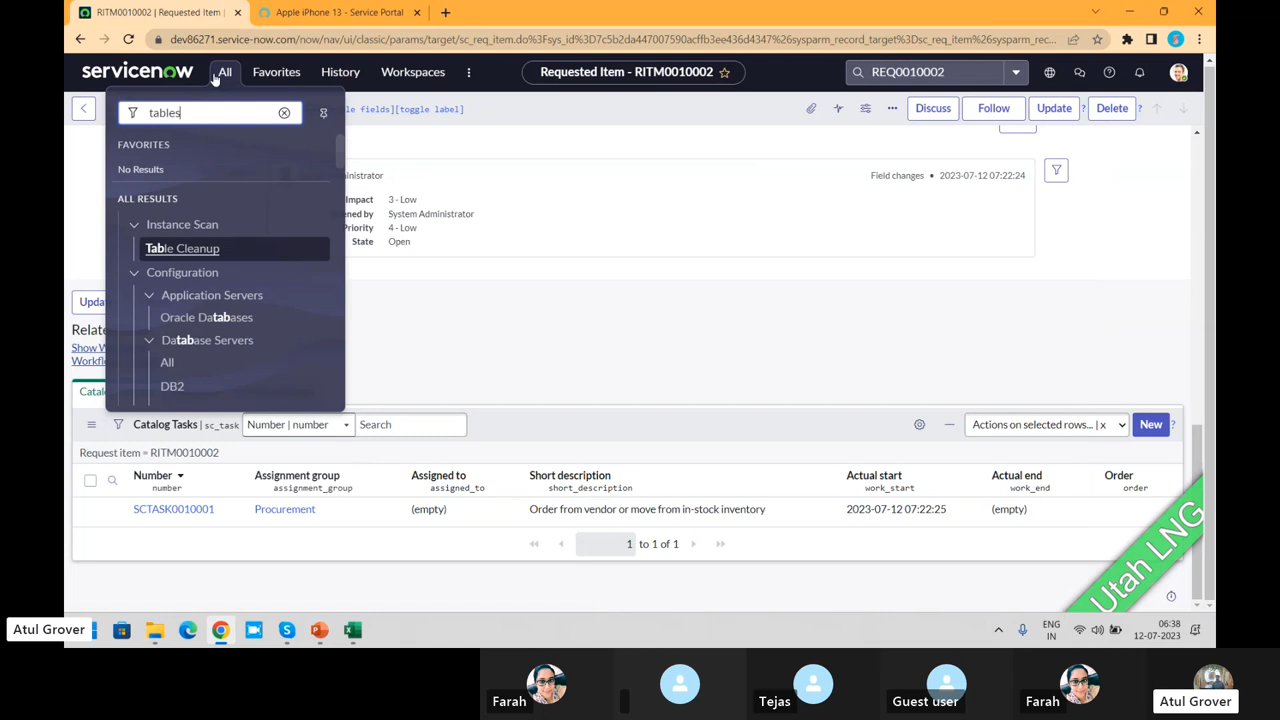 RITM0010002 | Requested Item |
Apple iPhone 13 - Service Portal
dev86271.service-now.com/now/nav/ui/classic/params/target/sc_req_item.do%3Fsys_id%3D7c5b2da447007590acffb3ee436d4347%26sysparm_record_target%3Dsc_req_item%26sysparm_rec...
servicenow
All
Favorites
History
Workspaces
Requested Item - RITM0010002
REQ0010002
tables
le fields][toggle label]
Discuss
Follow
Update
?
Delete
?
FAVORITES
No Results
ALL RESULTS
Instance Scan
Table Cleanup
Configuration
Application Servers
Oracle Databases
Database Servers
All
DB2
ministrator
Field changes • 2023-07-12 07:22:24
Impact 3 - Low
ened by System Administrator
Priority 4 - Low
State Open
Upda
Relate
Show W
Workflo
Catal
Catalog Tasks | sc_task
Number | number
Search
Actions on selected rows... | x
New
?
Request item = RITM0010002
Number Assignment group Assigned to Short description Actual start Actual end Order
number assignment_group assigned_to short_description work_start work_end order
SCTASK0010001 Procurement (empty) Order from vendor or move from in-stock inventory 2023-07-12 07:22:25 (empty)
1 to 1 of 1
Utah LNG
Atul Grover
ENG
IN
06:38
12-07-2023
Farah
Tejas
Guest user
Farah
Atul Grover